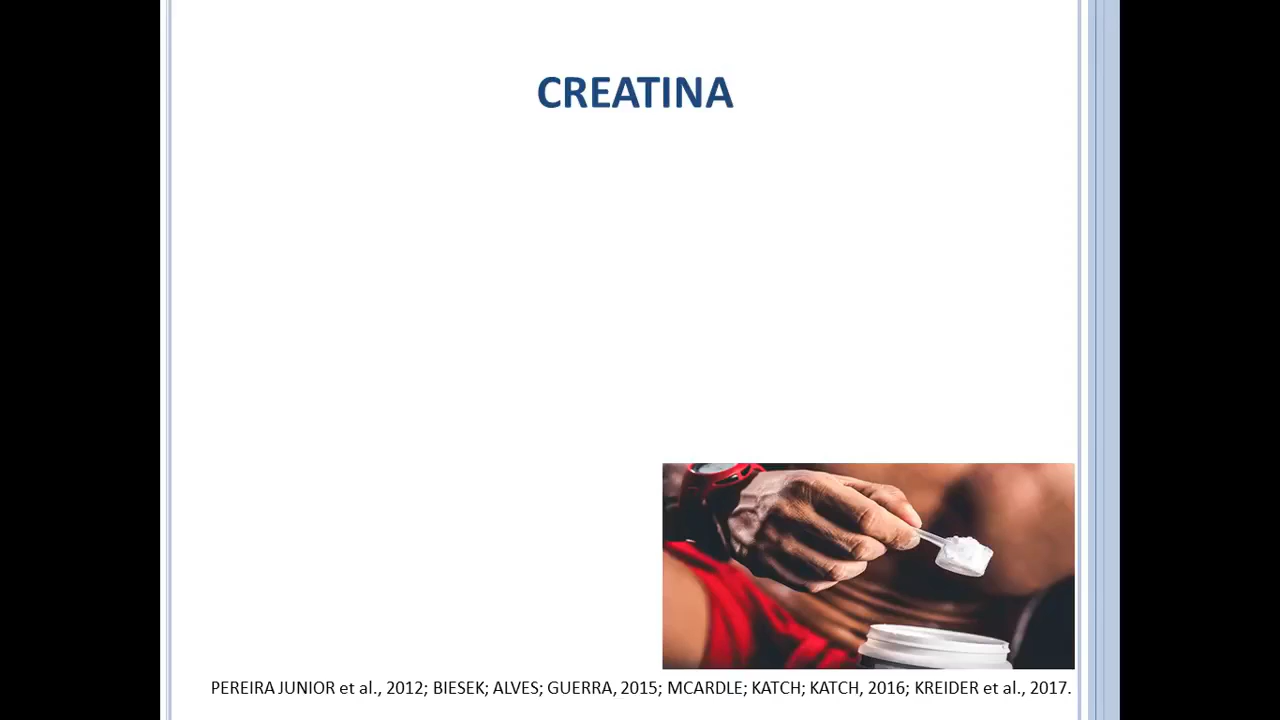 CREATINA
PEREIRA JUNIOR et al., 2012; BIESEK; ALVES; GUERRA, 2015; MCARDLE; KATCH; KATCH, 2016; KREIDER et al., 2017.